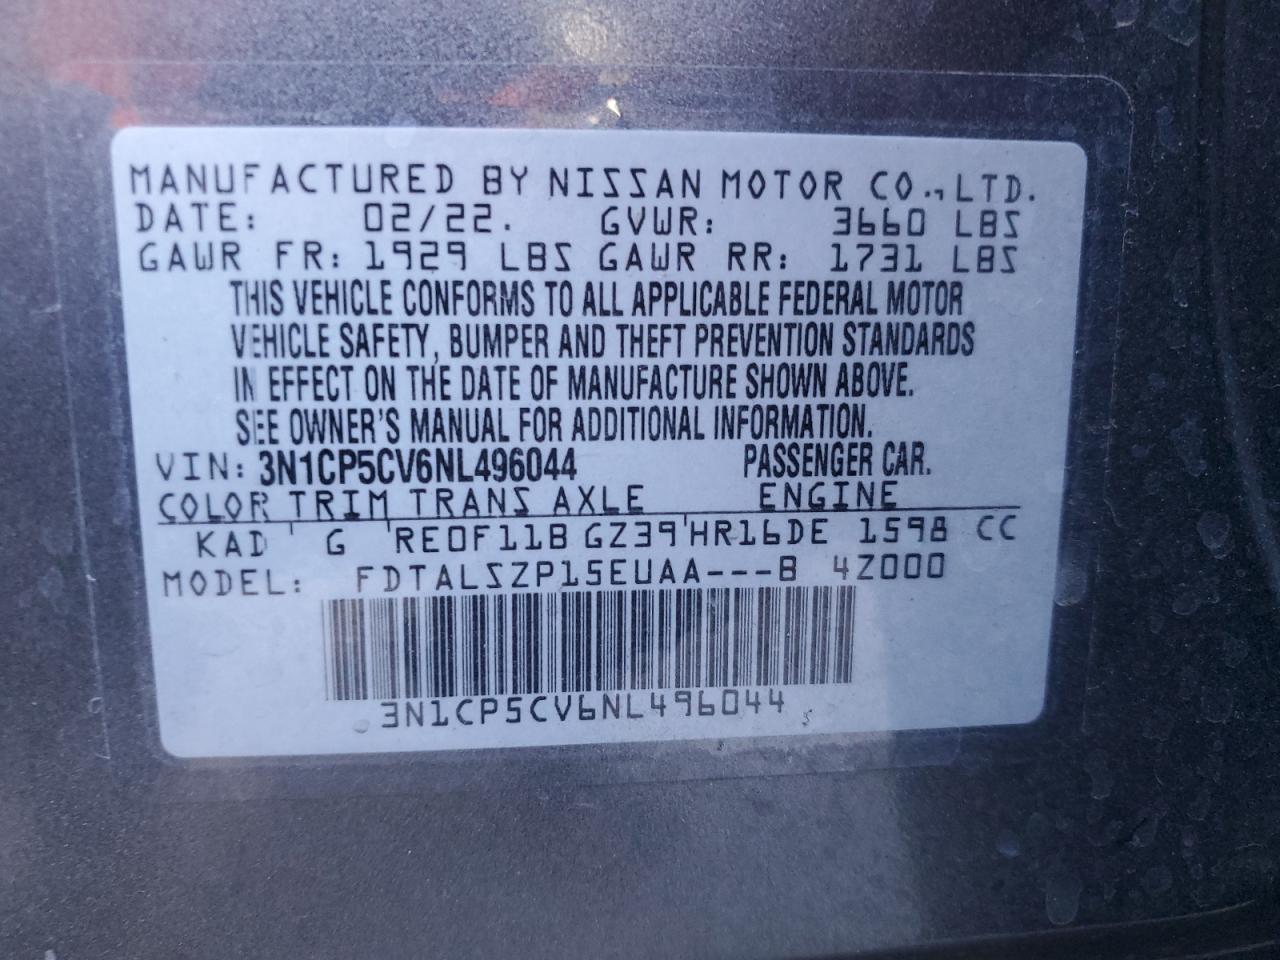 MANUFACTURED BY NISSAN MOTOR CO., LTD.
DATE: 02/22. GVWR: 3660 LBS
GAWR FR: 1929 LBS GAWR RR: 1731 LBS
THIS VEHICLE CONFORMS TO ALL APPLICABLE FEDERAL MOTOR
VEHICLE SAFETY, BUMPER AND THEFT PREVENTION STANDARDS
IN EFFECT ON THE DATE OF MANUFACTURE SHOWN ABOVE.
SEE OWNER'S MANUAL FOR ADDITIONAL INFORMATION.
VIN: 3N1CP5CV6NL496044 PASSENGER CAR.
COLOR TRIM TRANS AXLE ENGINE
KAD G RE0F11B GZ39 HR16DE 1598 CC
MODEL: FDTALSZP15EUAA---B 4Z000
3N1CP5CV6NL496044